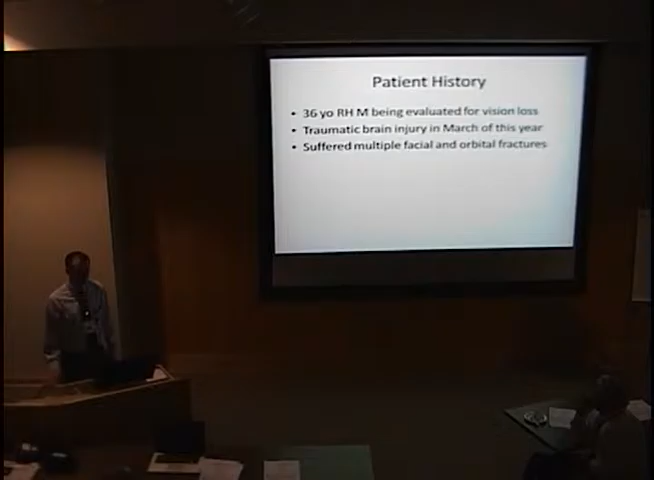 Patient History
• 36 yo RH M being evaluated for vision loss
• Traumatic brain injury in March of this year
• Suffered multiple facial and orbital fractures